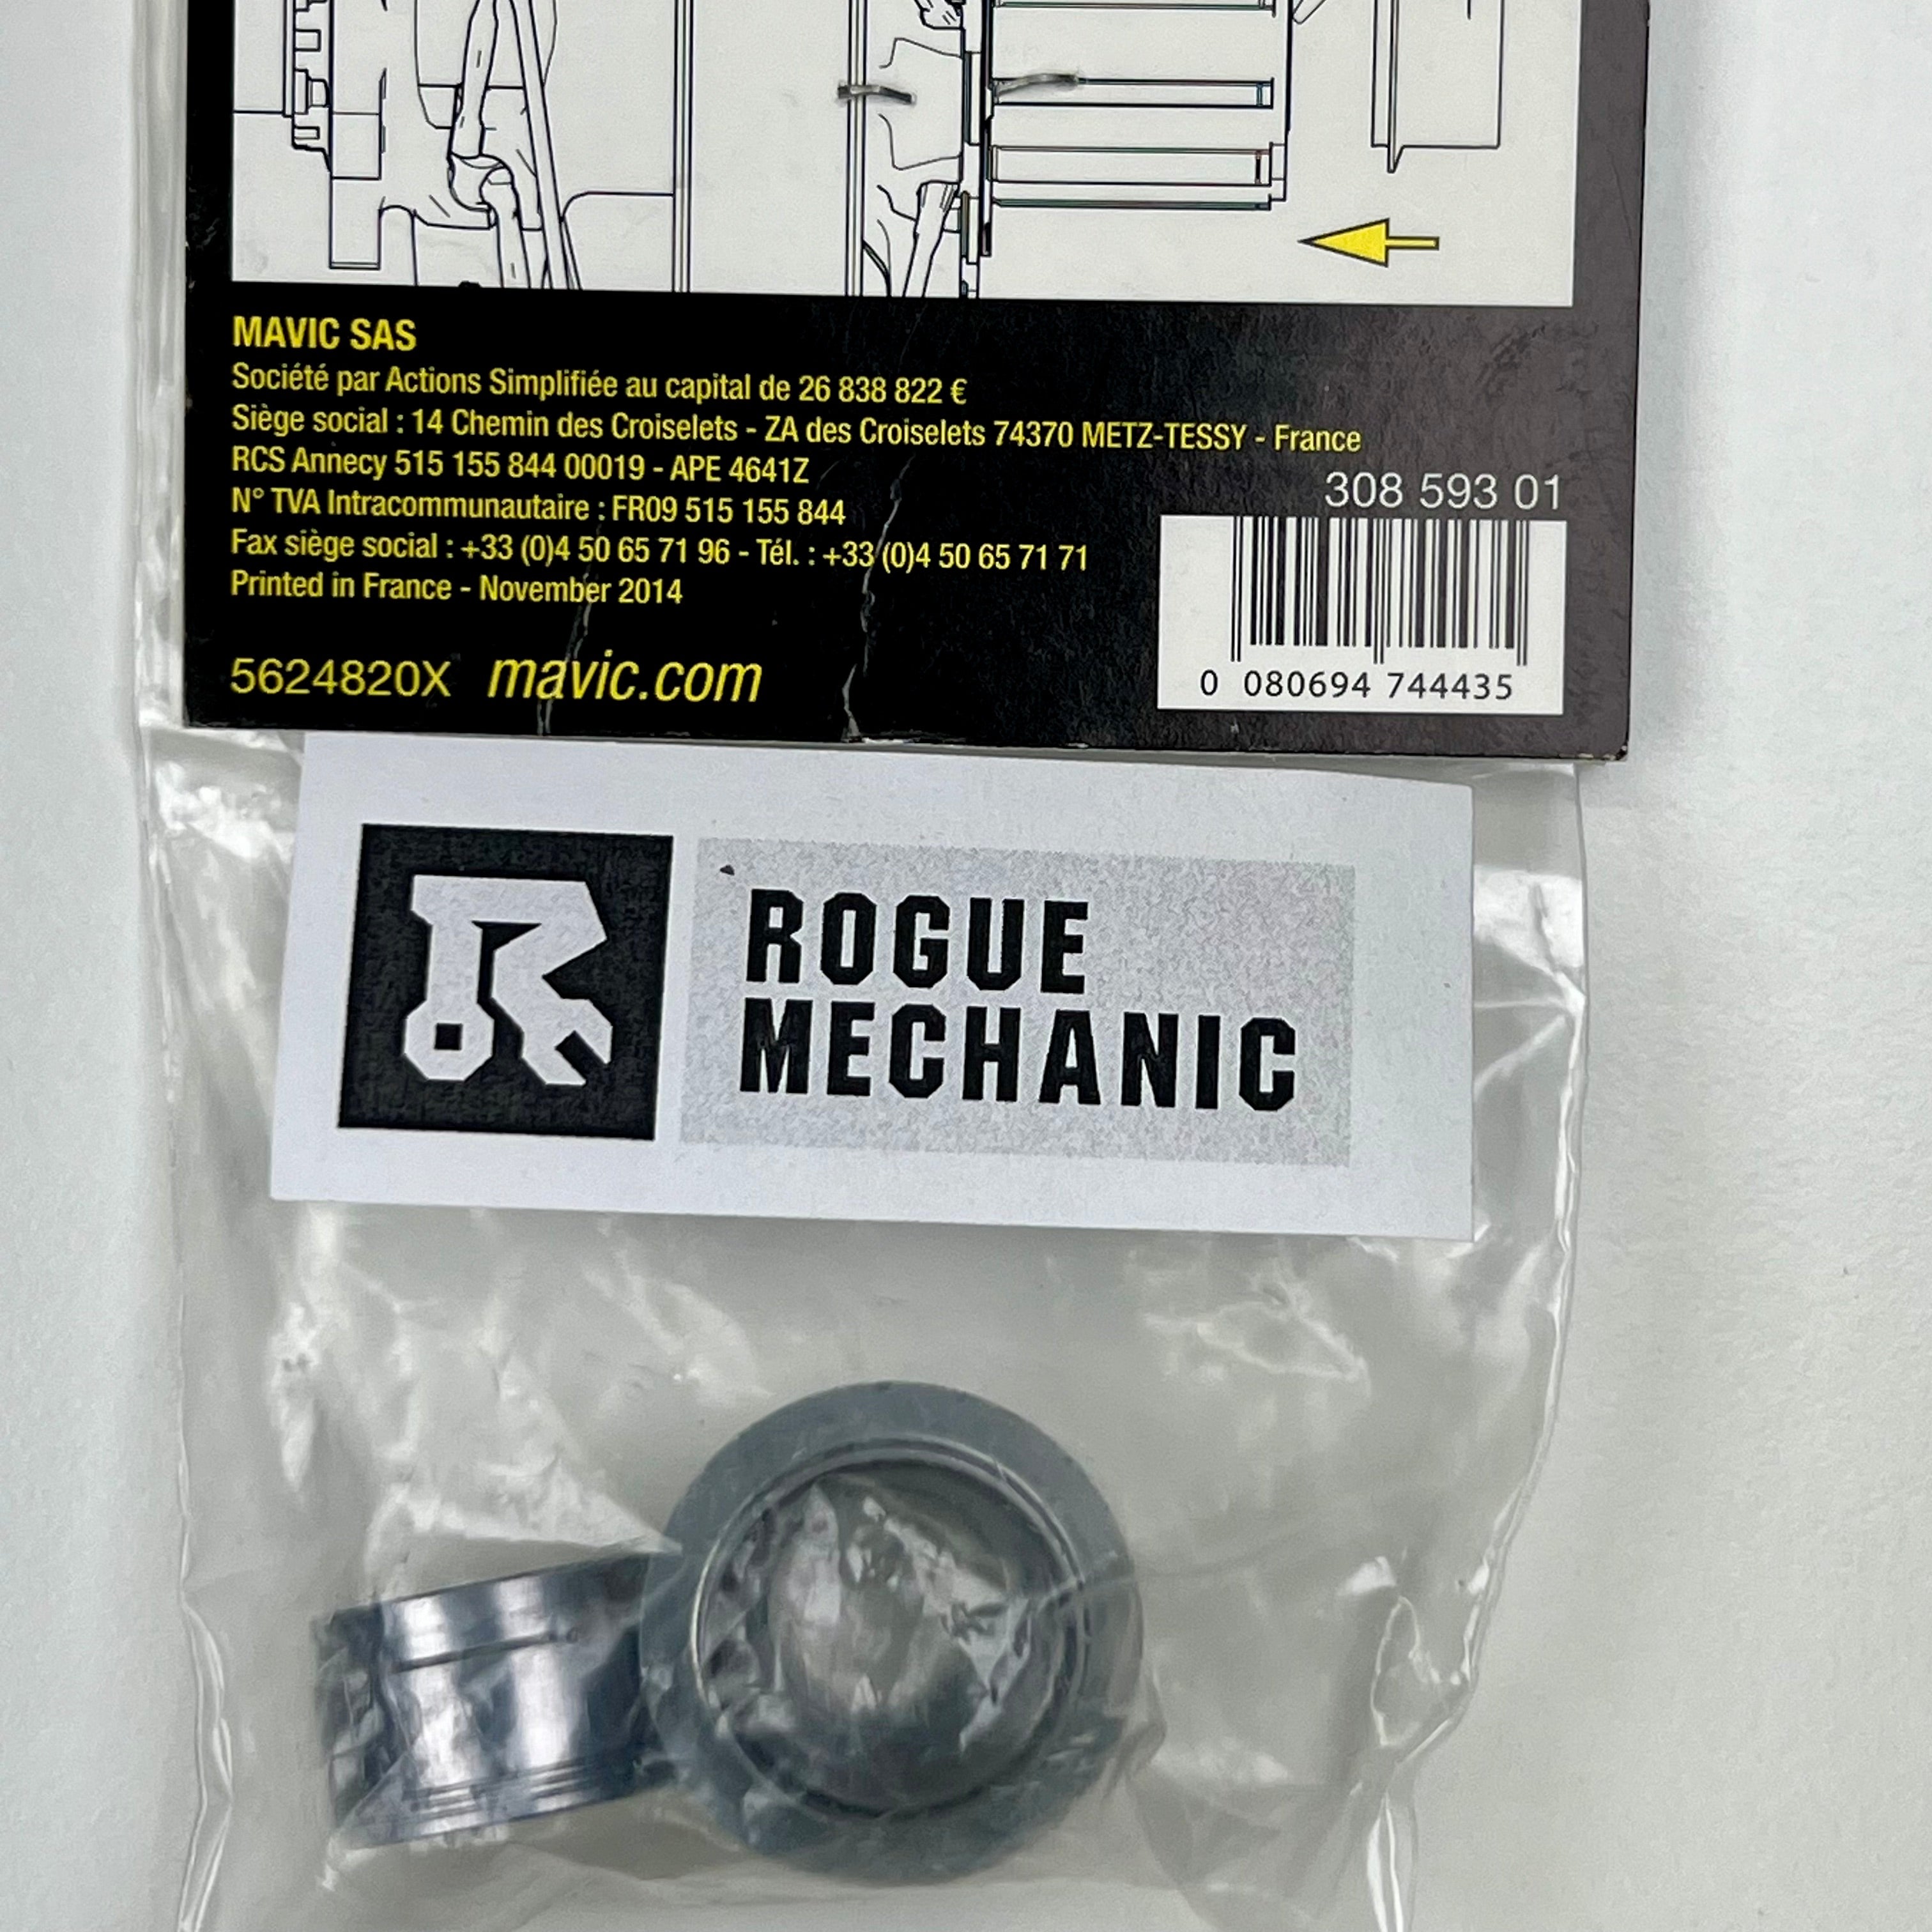 MAVIC SAS
Société par Actions Simplifiée au capital de 26 838 822 €
Siège social : 14 Chemin des Croiselets - ZA des Croiselets 74370 METZ-TESSY - France
RCS Annecy 515 155 844 00019 - APE 4641Z
N° TVA Intracommunautaire : FR09 515 155 844
Fax siège social : +33 (0)4 50 65 71 96 - Tél. : +33 (0)4 50 65 71 71
Printed in France - November 2014
308 593 01
5624820X mavic.com
0 080694 744435
ROGUE
MECHANIC